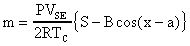 m = PV_SE / 2RT_C {S − B cos(x − a)}